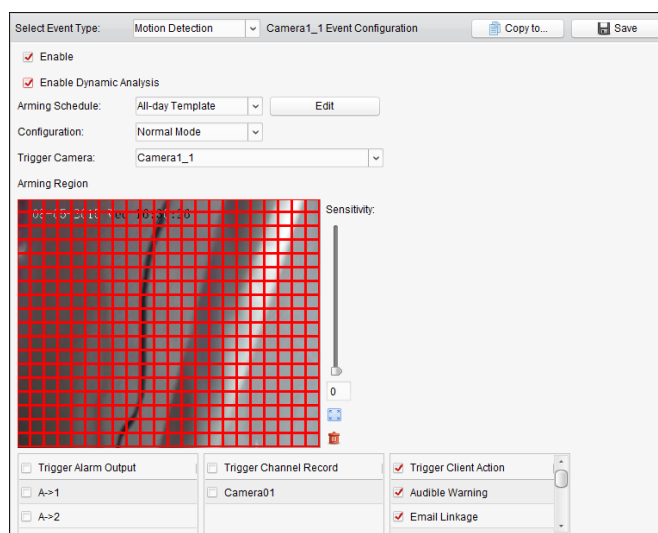 Select Event Type: Motion Detection Camera1_1 Event Configuration Copy to... Save
Enable
Enable Dynamic Analysis
Arming Schedule: All-day Template Edit
Configuration: Normal Mode
Trigger Camera: Camera1_1
Arming Region
Sensitivity:
0
Trigger Alarm Output Trigger Channel Record Trigger Client Action
A->1 Camera01 Audible Warning
A->2 Email Linkage